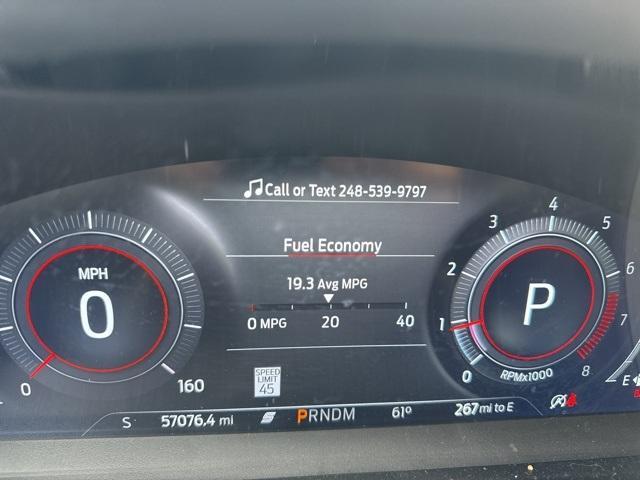 Call or Text 248-539-9797
Fuel Economy
19.3 Avg MPG
0 MPG 20 40
MPH
0
0 160
P
0 1 2 3 4 5 6 7 8
RPMx1000
SPEED
LIMIT
45
S 57076.4 mi PRNDM 61° 267 mi to E
E